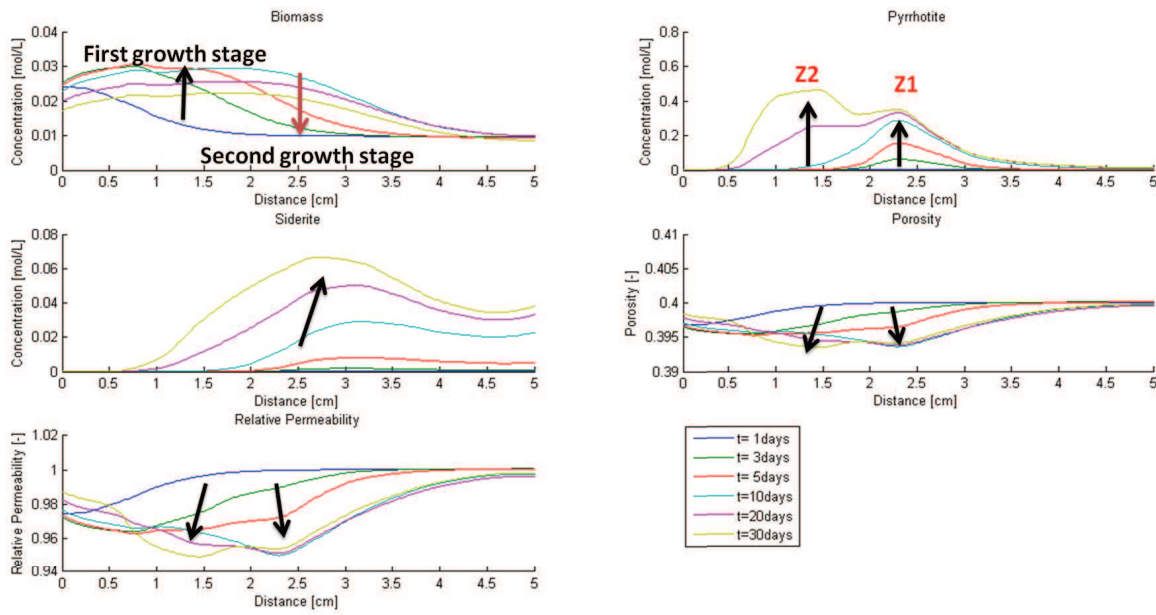 Biomass
0.04
0.03
0.02
0.01
0
Concentration [mol/L]
First growth stage
Second growth stage
0 0.5 1 1.5 2 2.5 3 3.5 4 4.5 5
Distance [cm]
Pyrrhotite
0.8
0.6
0.4
0.2
0
Concentration [mol/L]
Z2
Z1
0 0.5 1 1.5 2 2.5 3 3.5 4 4.5 5
Distance [cm]
Siderite
0.08
0.06
0.04
0.02
0
Concentration [mol/L]
0 0.5 1 1.5 2 2.5 3 3.5 4 4.5 5
Distance [cm]
Porosity
0.41
0.405
0.4
0.395
0.39
Porosity [-]
0 0.5 1 1.5 2 2.5 3 3.5 4 4.5 5
Distance [cm]
Relative Permeability
1.02
1
0.98
0.96
0.94
Relative Permeability [-]
0 0.5 1 1.5 2 2.5 3 3.5 4 4.5 5
Distance [cm]
t= 1days
t= 3days
t= 5days
t=10days
t=20days
t=30days